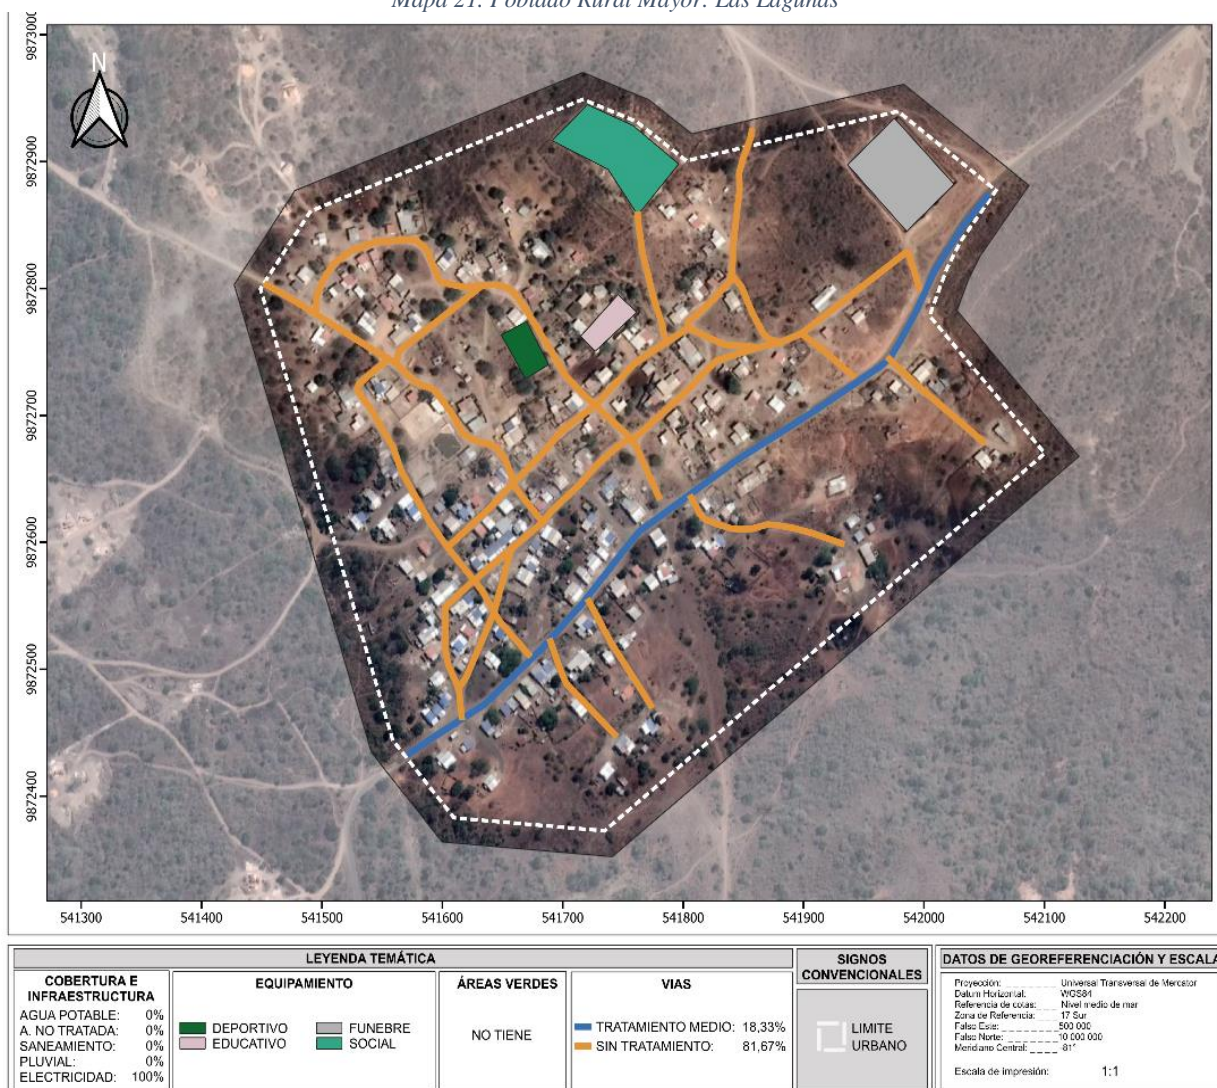 Mapa 21. Poblado Rural Mayor: Las Lagunas
N
9873000
9872900
9872800
9872700
9872600
9872500
9872400
541300 541400 541500 541600 541700 541800 541900 542000 542100 542200
LEYENDA TEMÁTICA
COBERTURA E
INFRAESTRUCTURA
AGUA POTABLE: 0%
A. NO TRATADA: 0%
SANEAMIENTO: 0%
PLUVIAL: 0%
ELECTRICIDAD: 100%
EQUIPAMIENTO
DEPORTIVO
EDUCATIVO
FUNEBRE
SOCIAL
ÁREAS VERDES
NO TIENE
VIAS
TRATAMIENTO MEDIO: 18,33%
SIN TRATAMIENTO: 81,67%
SIGNOS
CONVENCIONALES
LIMITE
URBANO
DATOS DE GEOREFERENCIACIÓN Y ESCALA
Proyección: Universal Transversal de Mercator
Datum Horizontal: WGS84
Referencia de cotas: Nivel medio de mar
Zona de Referencia: 17 Sur
Falso Este: 500 000
Falso Norte: 10 000 000
Meridiano Central: -81°
Escala de impresión: 1:1